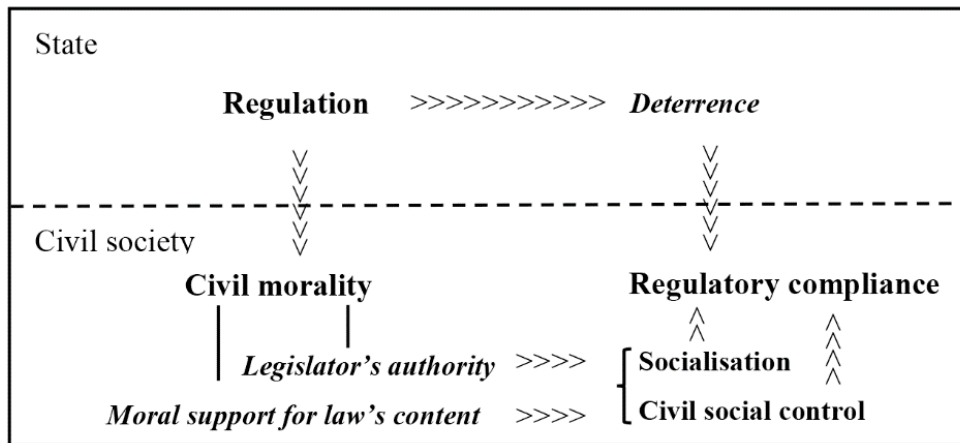 State
Regulation >>>>>>>>>>> Deterrence
Civil society
Civil morality Regulatory compliance
Legislator's authority >>>> Socialisation
Moral support for law's content >>>> Civil social control